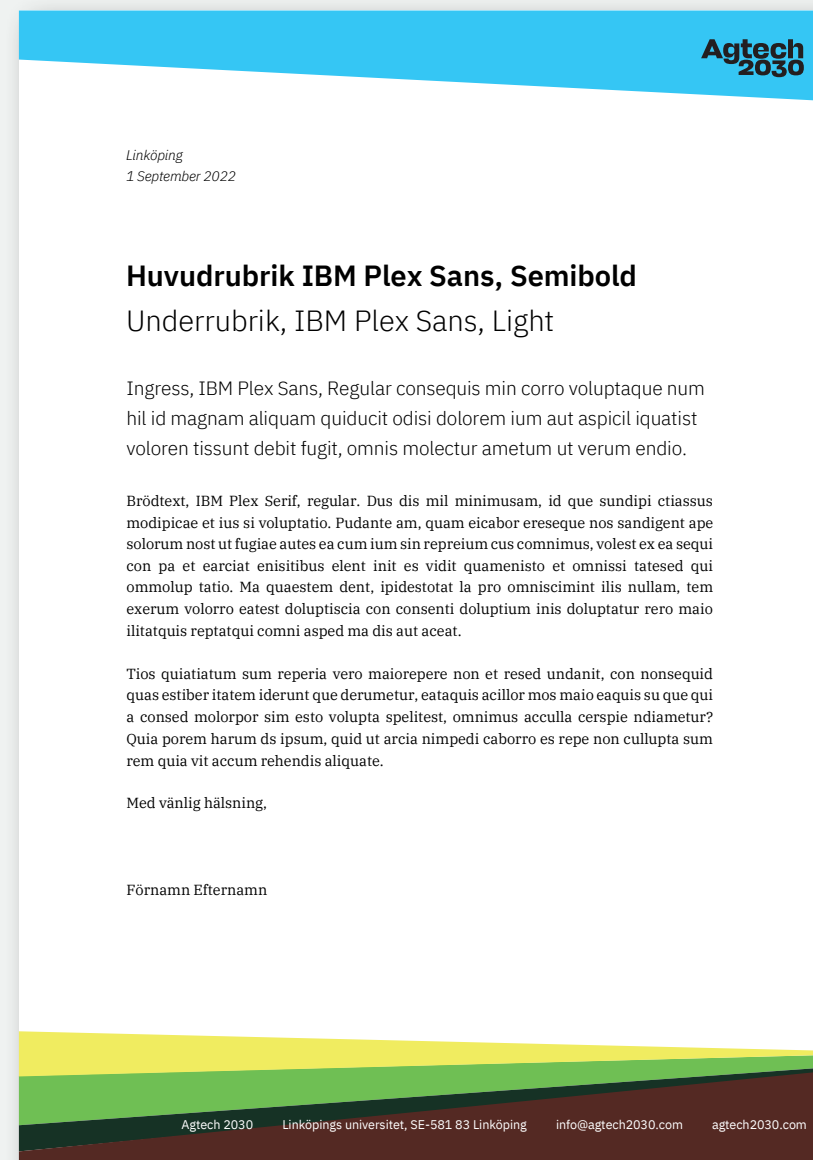 Agtech
2030
Linköping
1 September 2022
Huvudrubrik IBM Plex Sans, Semibold
Underrubrik, IBM Plex Sans, Light
Ingress, IBM Plex Sans, Regular consequis min corro voluptaque num
hil id magnam aliquam quiducit odisi dolorem ium aut aspicil iquatist
voloren tissunt debit fugit, omnis molectur ametum ut verum endio.
Brödtext, IBM Plex Serif, regular. Dus dis mil minimusam, id que sundipi ctiassus
modipicae et ius si voluptatio. Pudante am, quam eicabor ereseque nos sandigent ape
solorum nost ut fugiae autes ea cum ium sin repreium cus comnimus, volest ex ea sequi
con pa et earciat enisitibus elent init es vidit quamenisto et omnissi tatesed qui
ommolup tatio. Ma quaestem dent, ipidestotat la pro omniscimint ilis nullam, tem
exerum volorro eatest doluptiscia con consenti doluptium inis doluptatur rero maio
ilitatquis reptatqui comni asped ma dis aut aceat.
Tios quiatiatum sum reperia vero maiorepere non et resed undanit, con nonsequid
quas estiber itatem iderunt que derumetur, eataquis acillor mos maio eaquis su que qui
a consed molorpor sim esto volupta spelitest, omnimus acculla cerspie ndiametur?
Quia porem harum ds ipsum, quid ut arcia nimpedi caborro es repe non cullupta sum
rem quia vit accum rehendis aliquate.
Med vänlig hälsning,
Förnamn Efternamn
Agtech 2030 Linköpings universitet, SE-581 83 Linköping info@agtech2030.com agtech2030.com